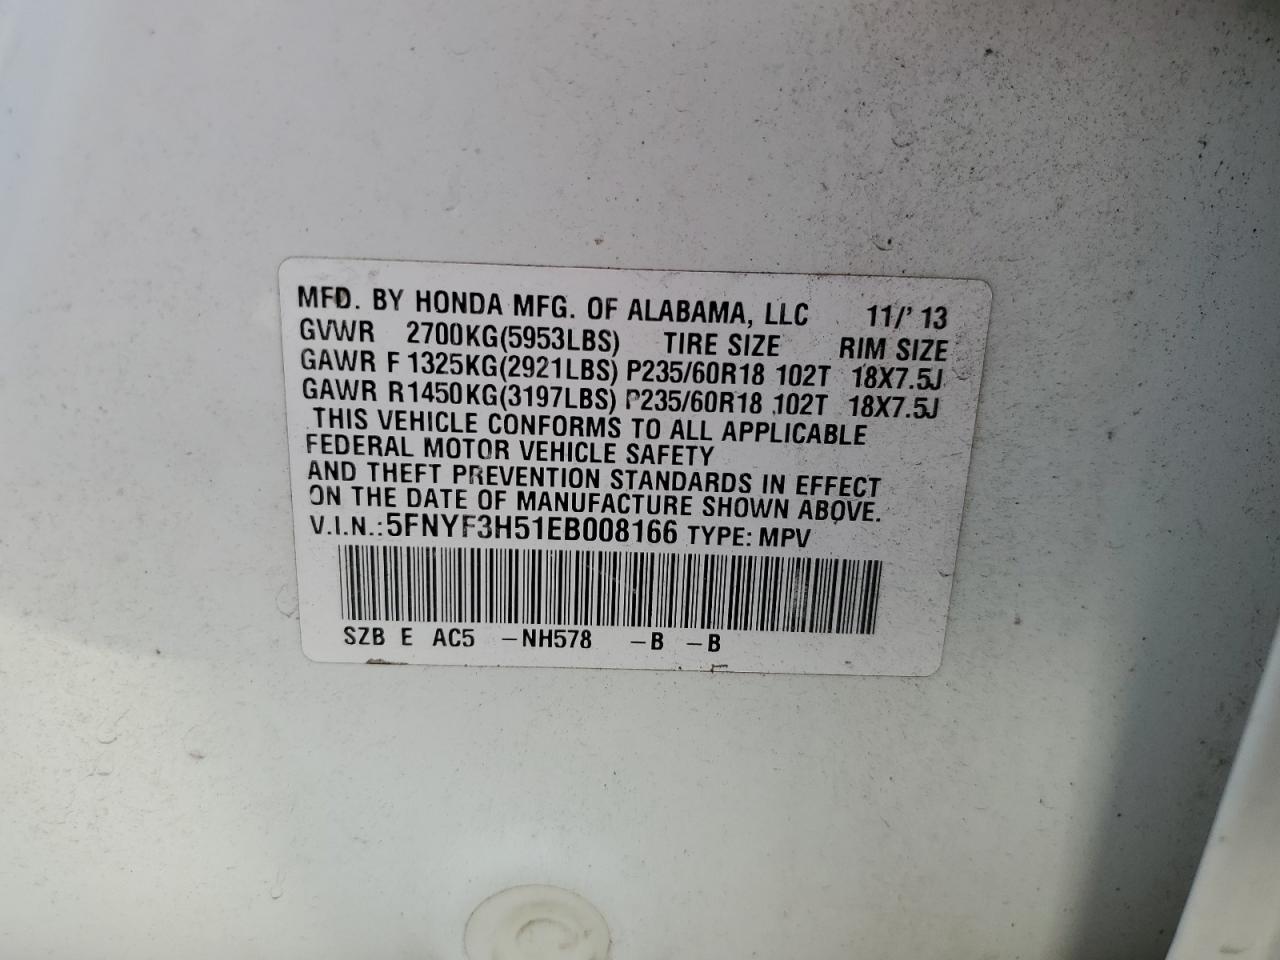 MFD. BY HONDA MFG. OF ALABAMA, LLC 11/'13
GVWR 2700KG(5953LBS) TIRE SIZE RIM SIZE
GAWR F 1325KG(2921LBS) P235/60R18 102T 18X7.5J
GAWR R1450KG(3197LBS) P235/60R18 102T 18X7.5J
THIS VEHICLE CONFORMS TO ALL APPLICABLE
FEDERAL MOTOR VEHICLE SAFETY
AND THEFT PREVENTION STANDARDS IN EFFECT
ON THE DATE OF MANUFACTURE SHOWN ABOVE.
V.I.N.:5FNYF3H51EB008166 TYPE: MPV
SZB E AC5 -NH578 -B -B